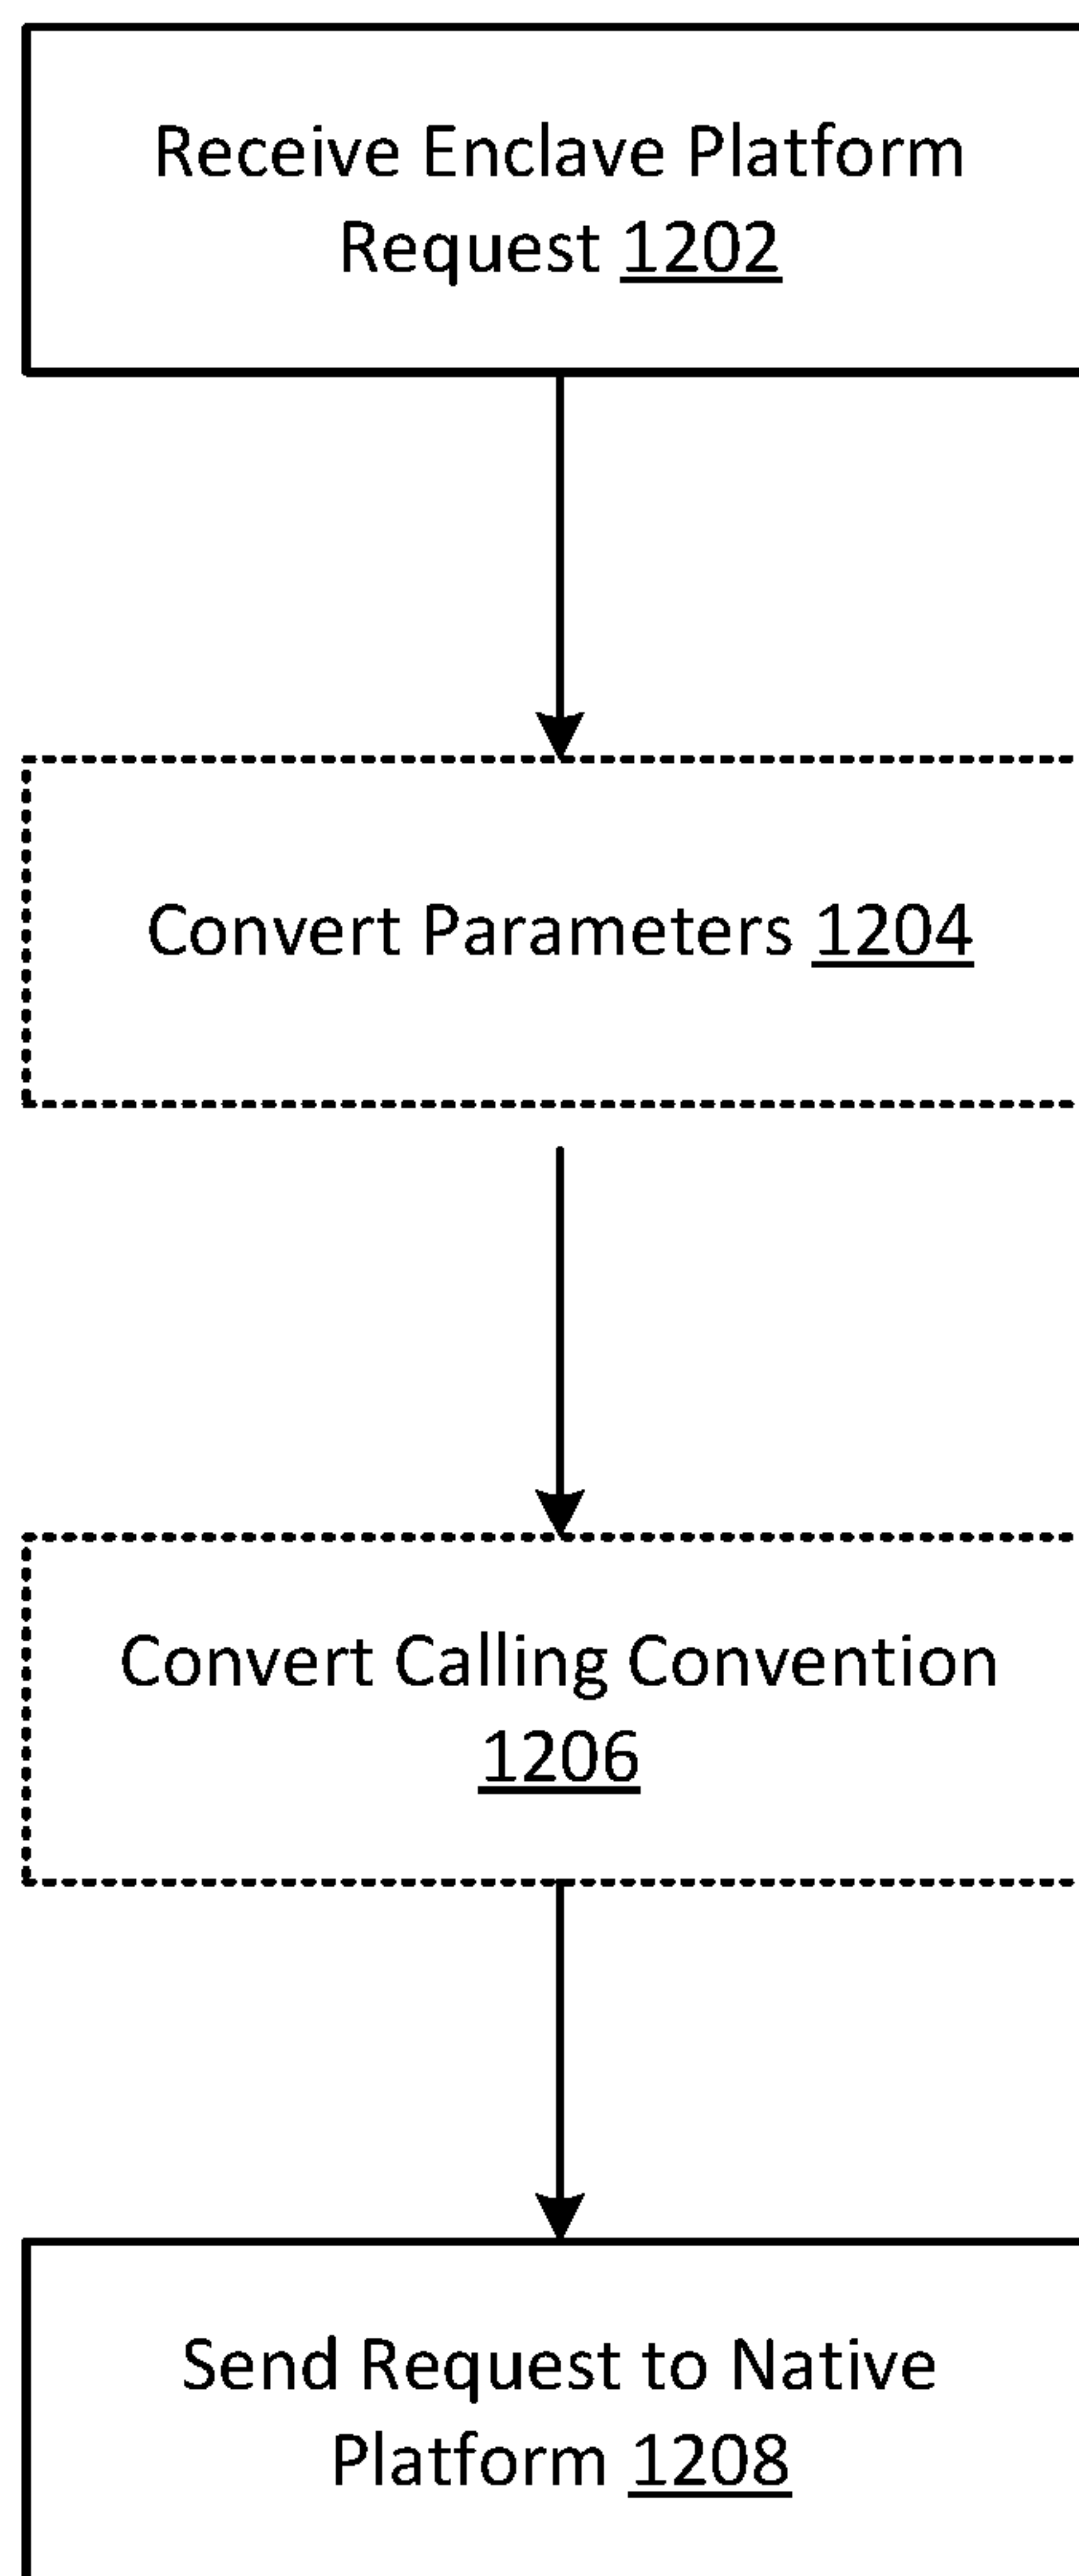 Receive Enclave Platform
Request 1202
Convert Parameters 1204
Convert Calling Convention
1206
Send Request to Native
Platform 1208